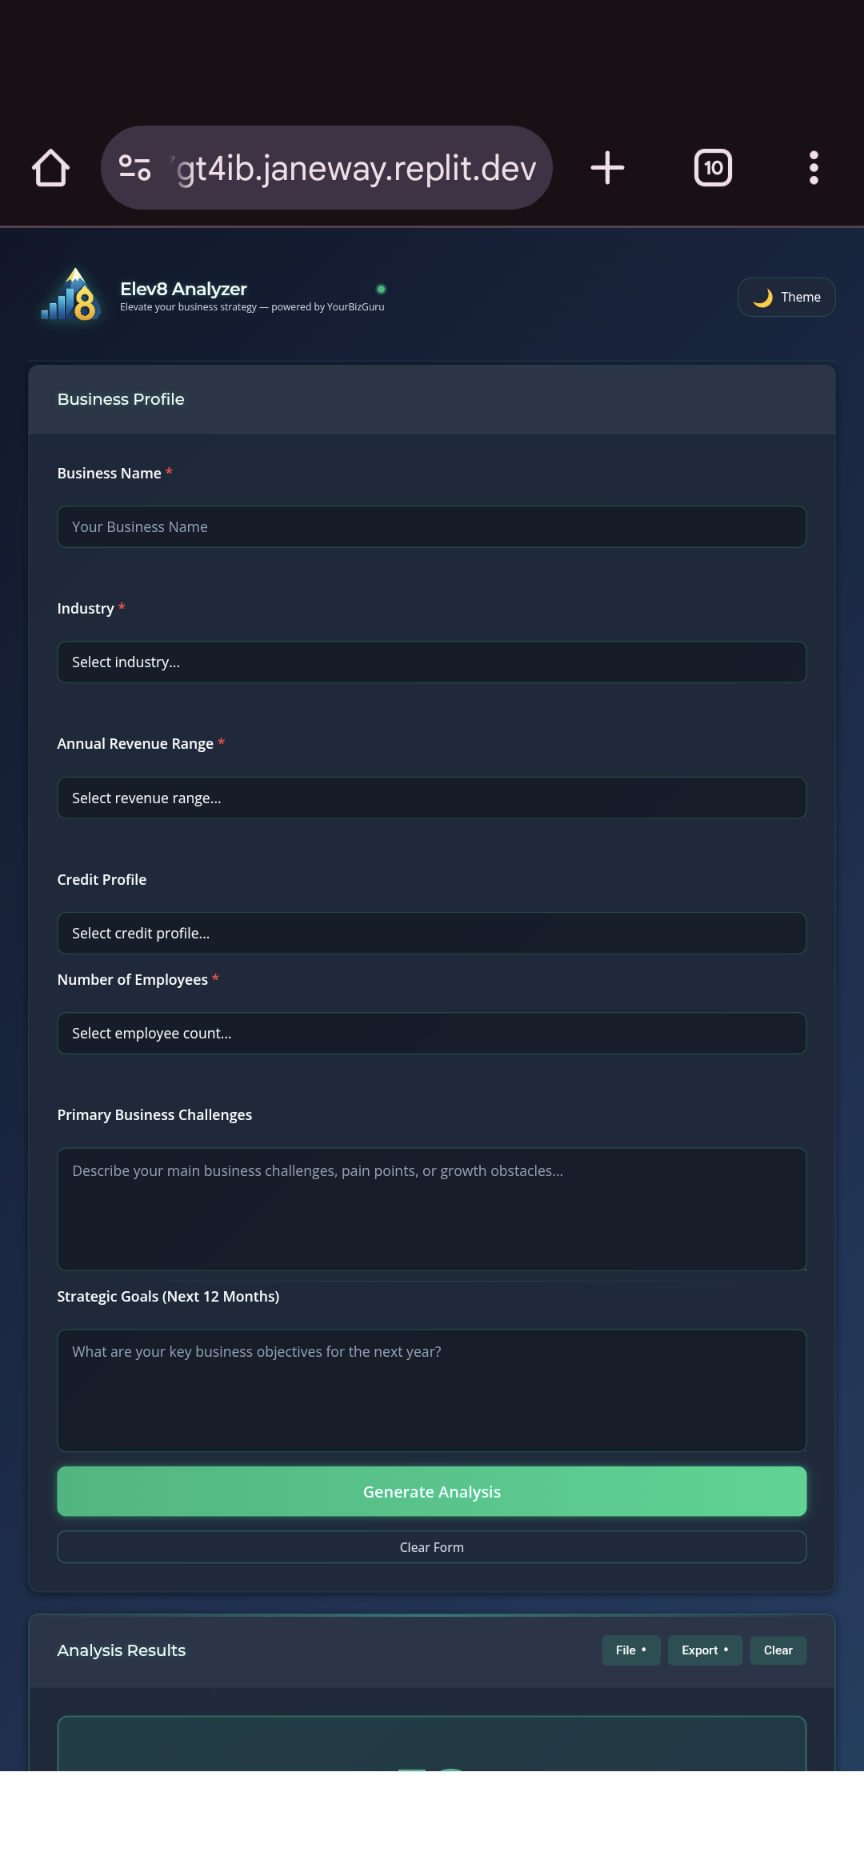 gt4ib.janeway.replit.dev
10
8
Elev8 Analyzer
Elevate your business strategy — powered by YourBizGuru
Theme
Business Profile
Business Name *
Your Business Name
Industry *
Select industry...
Annual Revenue Range *
Select revenue range...
Credit Profile
Select credit profile...
Number of Employees *
Select employee count...
Primary Business Challenges
Describe your main business challenges, pain points, or growth obstacles...
Strategic Goals (Next 12 Months)
What are your key business objectives for the next year?
Generate Analysis
Clear Form
Analysis Results
File •
Export •
Clear